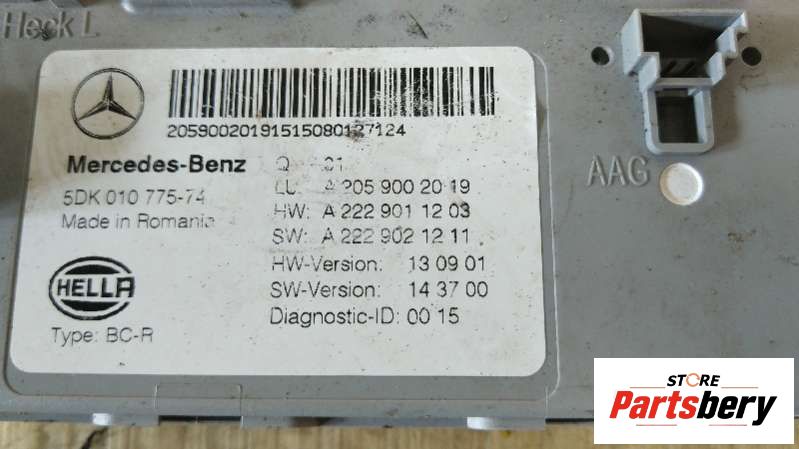 Heck L
20590020191515080127124
Mercedes-Benz
5DK 010 775-74
Made in Romania
HELLA
Type: BC-R
LU: A 205 900 20 19
HW: A 222 901 12 03
SW: A 222 902 12 11
HW-Version: 13 09 01
SW-Version: 14 37 00
Diagnostic-ID: 00 15
AAG
STORE
Partsbery